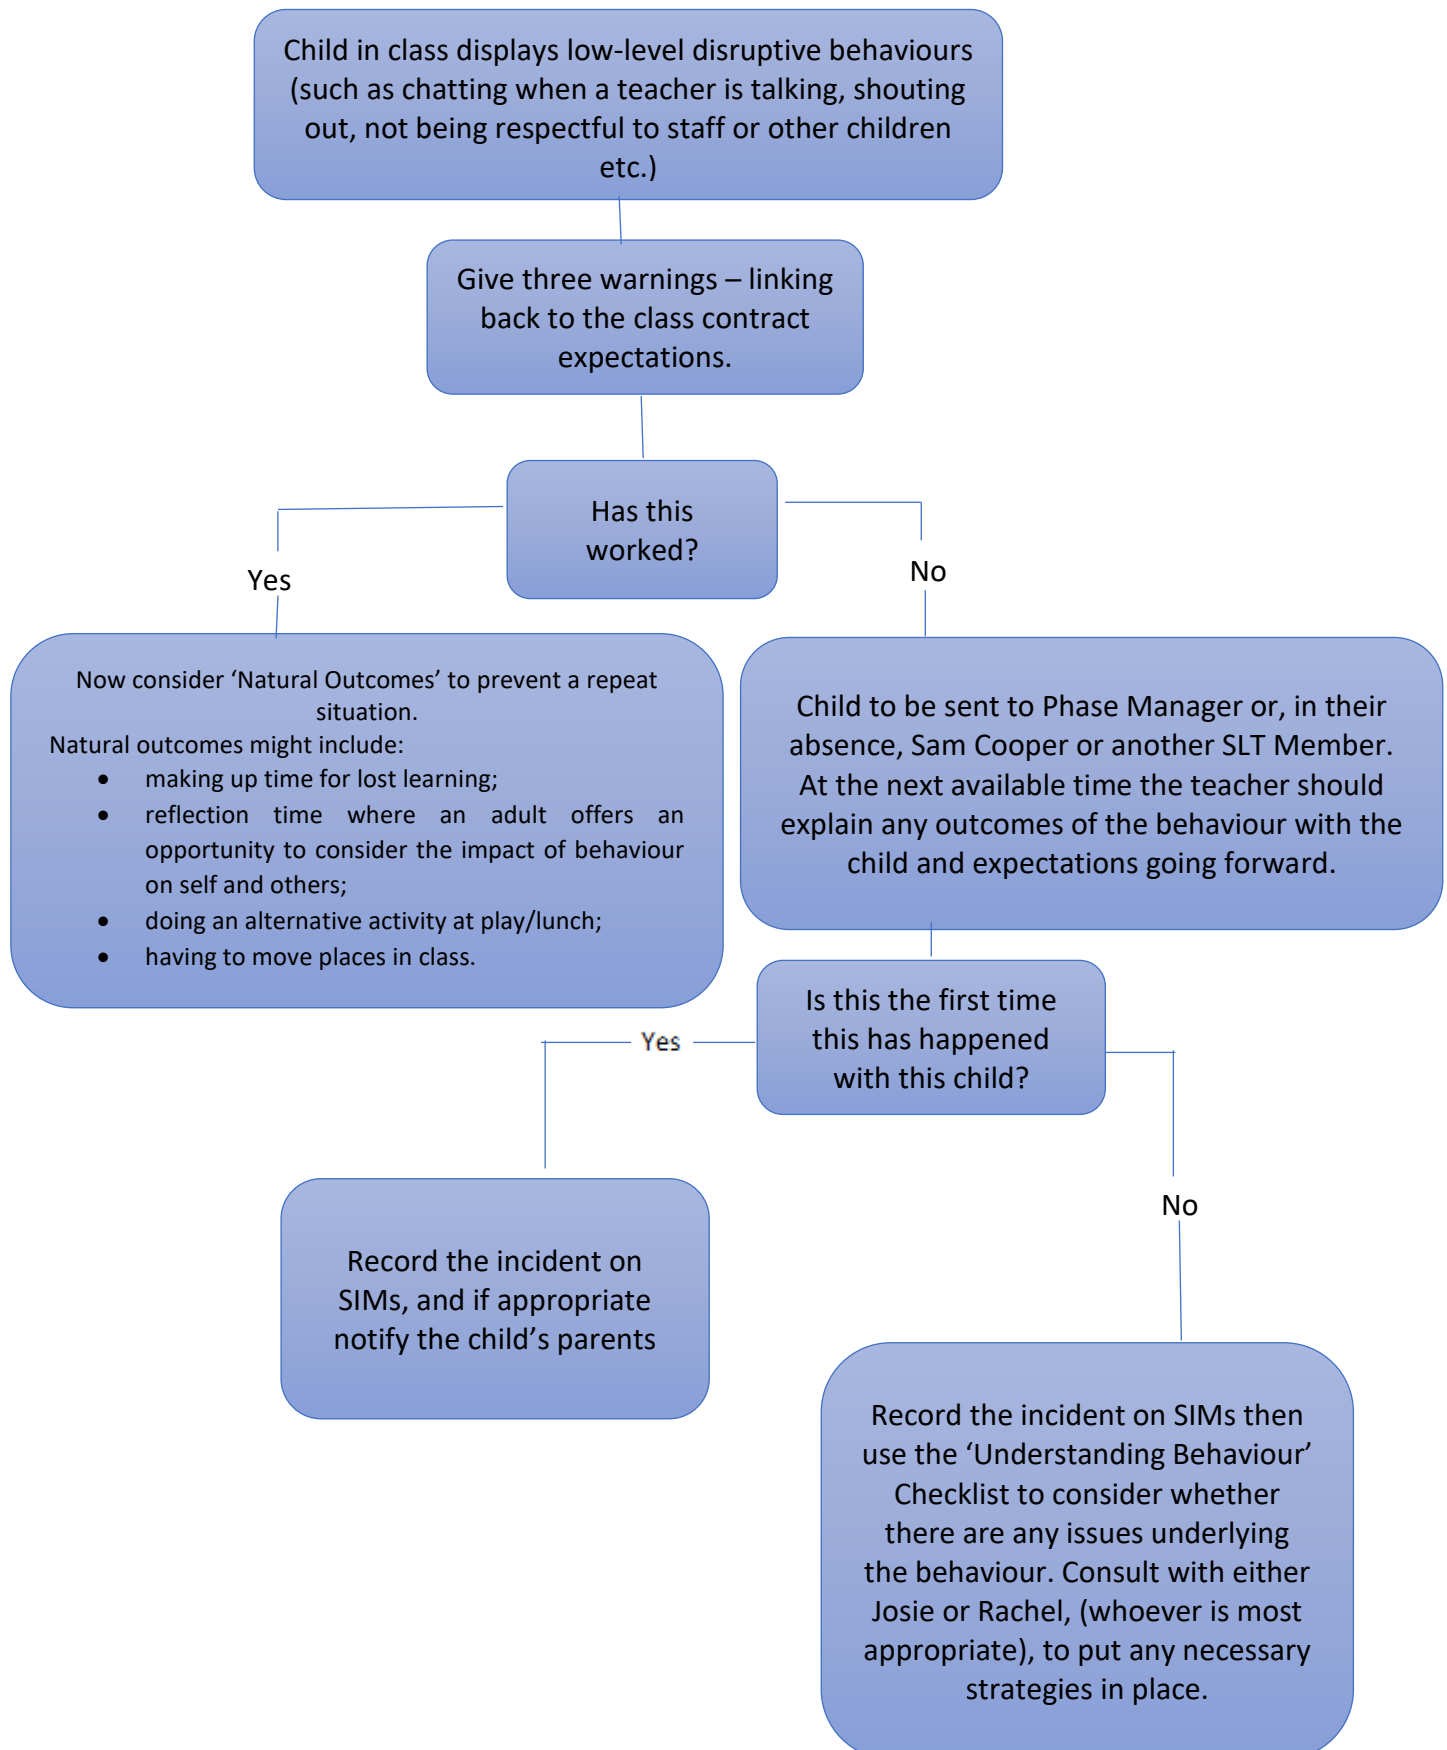 Child in class displays low-level disruptive behaviours
(such as chatting when a teacher is talking, shouting
out, not being respectful to staff or other children
etc.)
Give three warnings – linking
back to the class contract
expectations.
Has this
worked?
Yes
No
Now consider ‘Natural Outcomes’ to prevent a repeat
situation.
Natural outcomes might include:
• making up time for lost learning;
• reflection time where an adult offers an
opportunity to consider the impact of behaviour
on self and others;
• doing an alternative activity at play/lunch;
• having to move places in class.
Child to be sent to Phase Manager or, in their
absence, Sam Cooper or another SLT Member.
At the next available time the teacher should
explain any outcomes of the behaviour with the
child and expectations going forward.
Is this the first time
this has happened
with this child?
Yes
No
Record the incident on
SIMs, and if appropriate
notify the child’s parents
Record the incident on SIMs then
use the ‘Understanding Behaviour’
Checklist to consider whether
there are any issues underlying
the behaviour. Consult with either
Josie or Rachel, (whoever is most
appropriate), to put any necessary
strategies in place.